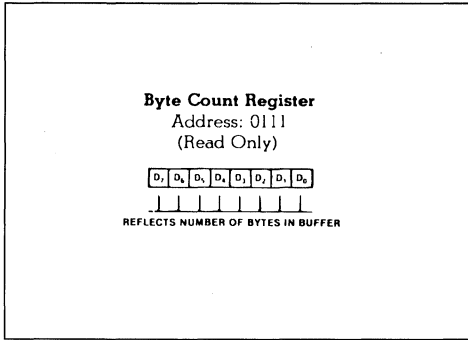 Byte Count Register
Address: 0111
(Read Only)
D7 D6 D5 D4 D3 D2 D1 D0
REFLECTS NUMBER OF BYTES IN BUFFER